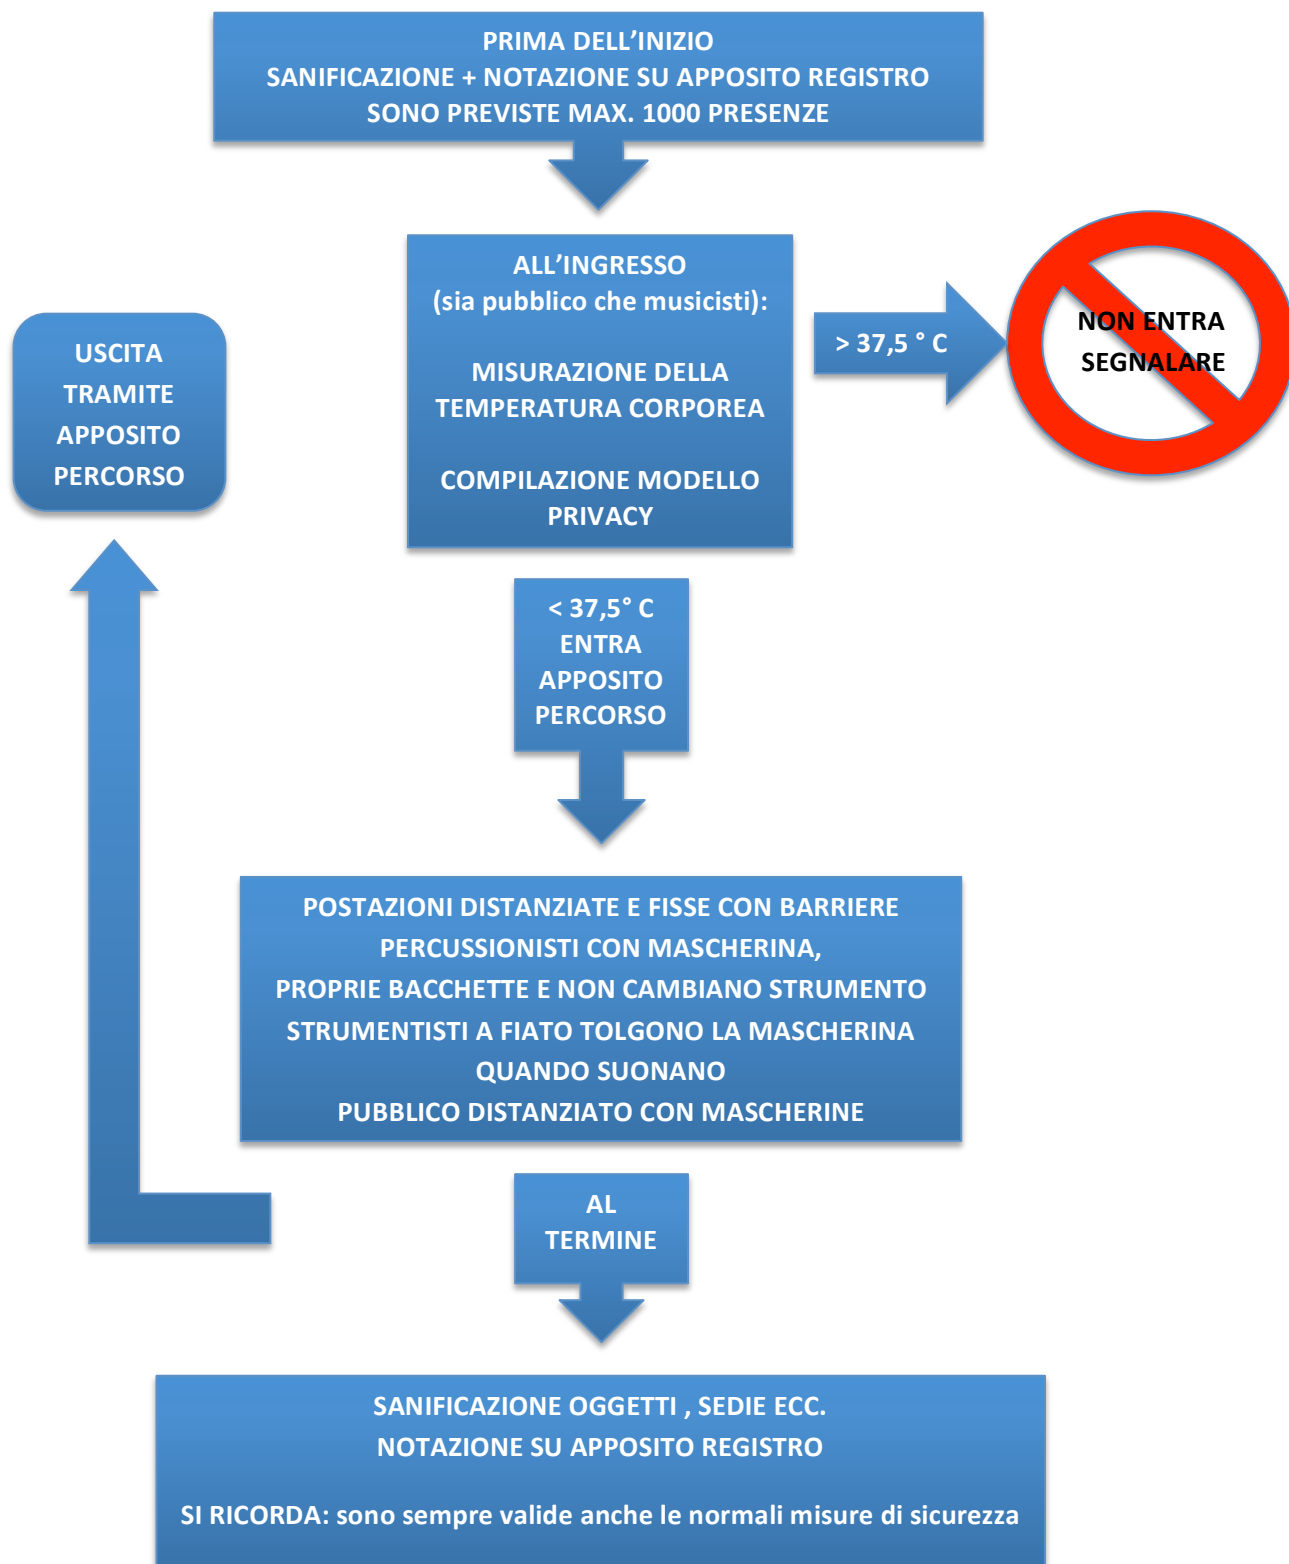 PRIMA DELL’INIZIO
SANIFICAZIONE + NOTAZIONE SU APPOSITO REGISTRO
SONO PREVISTE MAX. 1000 PRESENZE
ALL’INGRESSO
(sia pubblico che musicisti):
MISURAZIONE DELLA
TEMPERATURA CORPOREA
COMPILAZIONE MODELLO
PRIVACY
> 37,5 ° C
NON ENTRA
SEGNALARE
USCITA
TRAMITE
APPOSITO
PERCORSO
< 37,5° C
ENTRA
APPOSITO
PERCORSO
POSTAZIONI DISTANZIATE E FISSE CON BARRIERE
PERCUSSIONISTI CON MASCHERINA,
PROPRIE BACCHETTE E NON CAMBIANO STRUMENTO
STRUMENTISTI A FIATO TOLGONO LA MASCHERINA
QUANDO SUONANO
PUBBLICO DISTANZIATO CON MASCHERINE
AL
TERMINE
SANIFICAZIONE OGGETTI , SEDIE ECC.
NOTAZIONE SU APPOSITO REGISTRO
SI RICORDA: sono sempre valide anche le normali misure di sicurezza